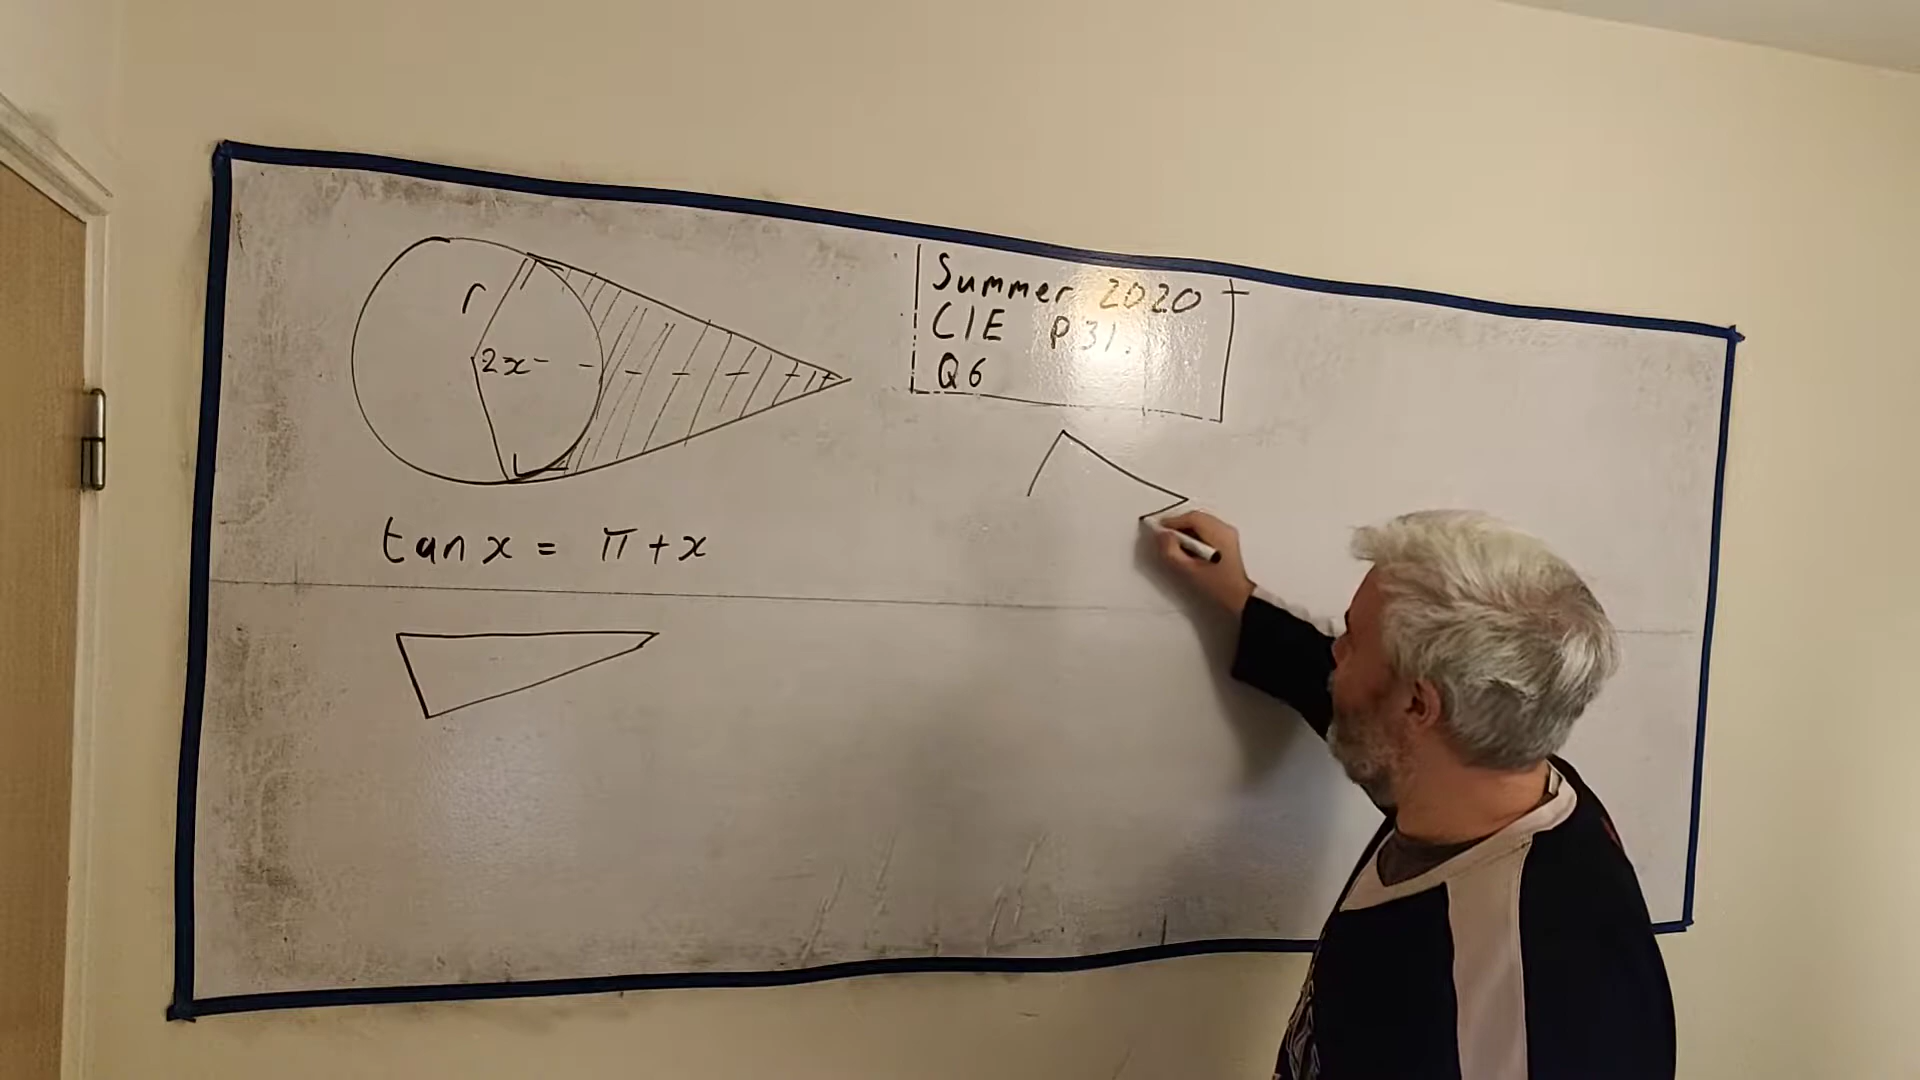 r
2x
Summer 2020
CIE P31.
Q6
tan x = π + x